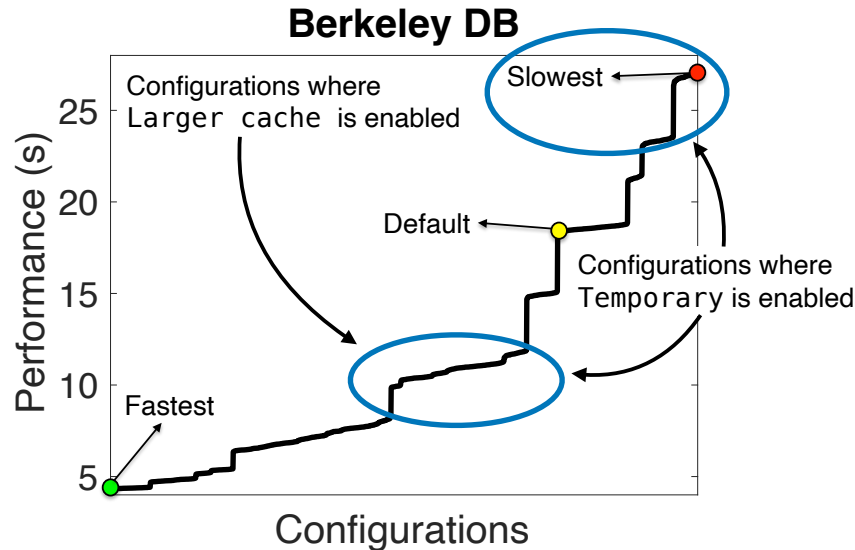 Berkeley DB
Configurations where
Larger cache is enabled
Slowest
25
20
15
10
5
Performance (s)
Default
Configurations where
Temporary is enabled
Fastest
Configurations